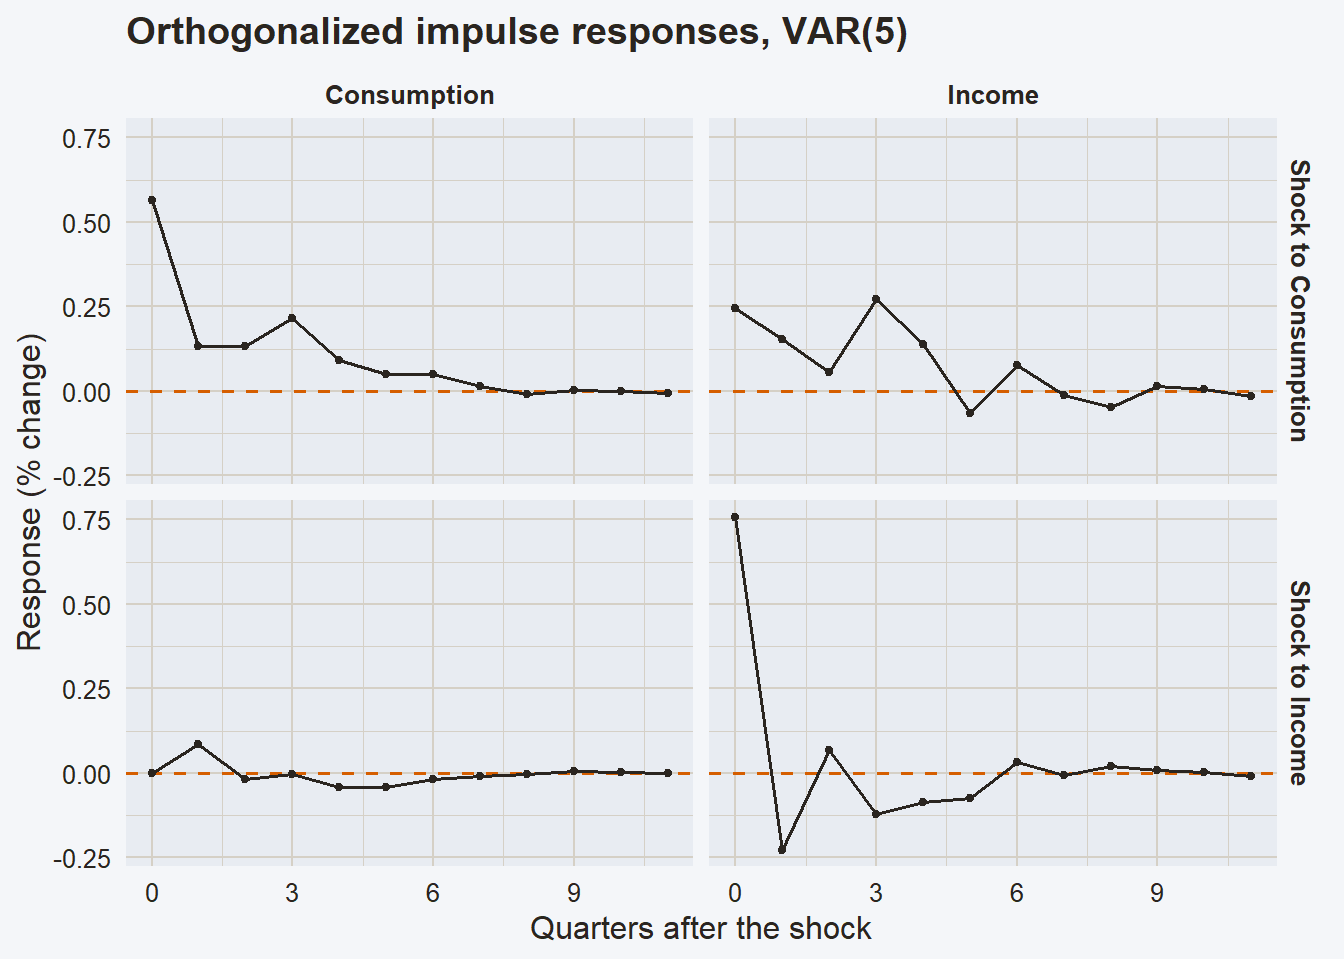 Orthogonalized impulse responses, VAR(5)
Consumption
Income
0.75
0.50
0.25
0.00
-0.25
Shock to Consumption
0.75
0.50
0.25
0.00
-0.25
Shock to Income
Response (% change)
0 3 6 9
0 3 6 9
Quarters after the shock